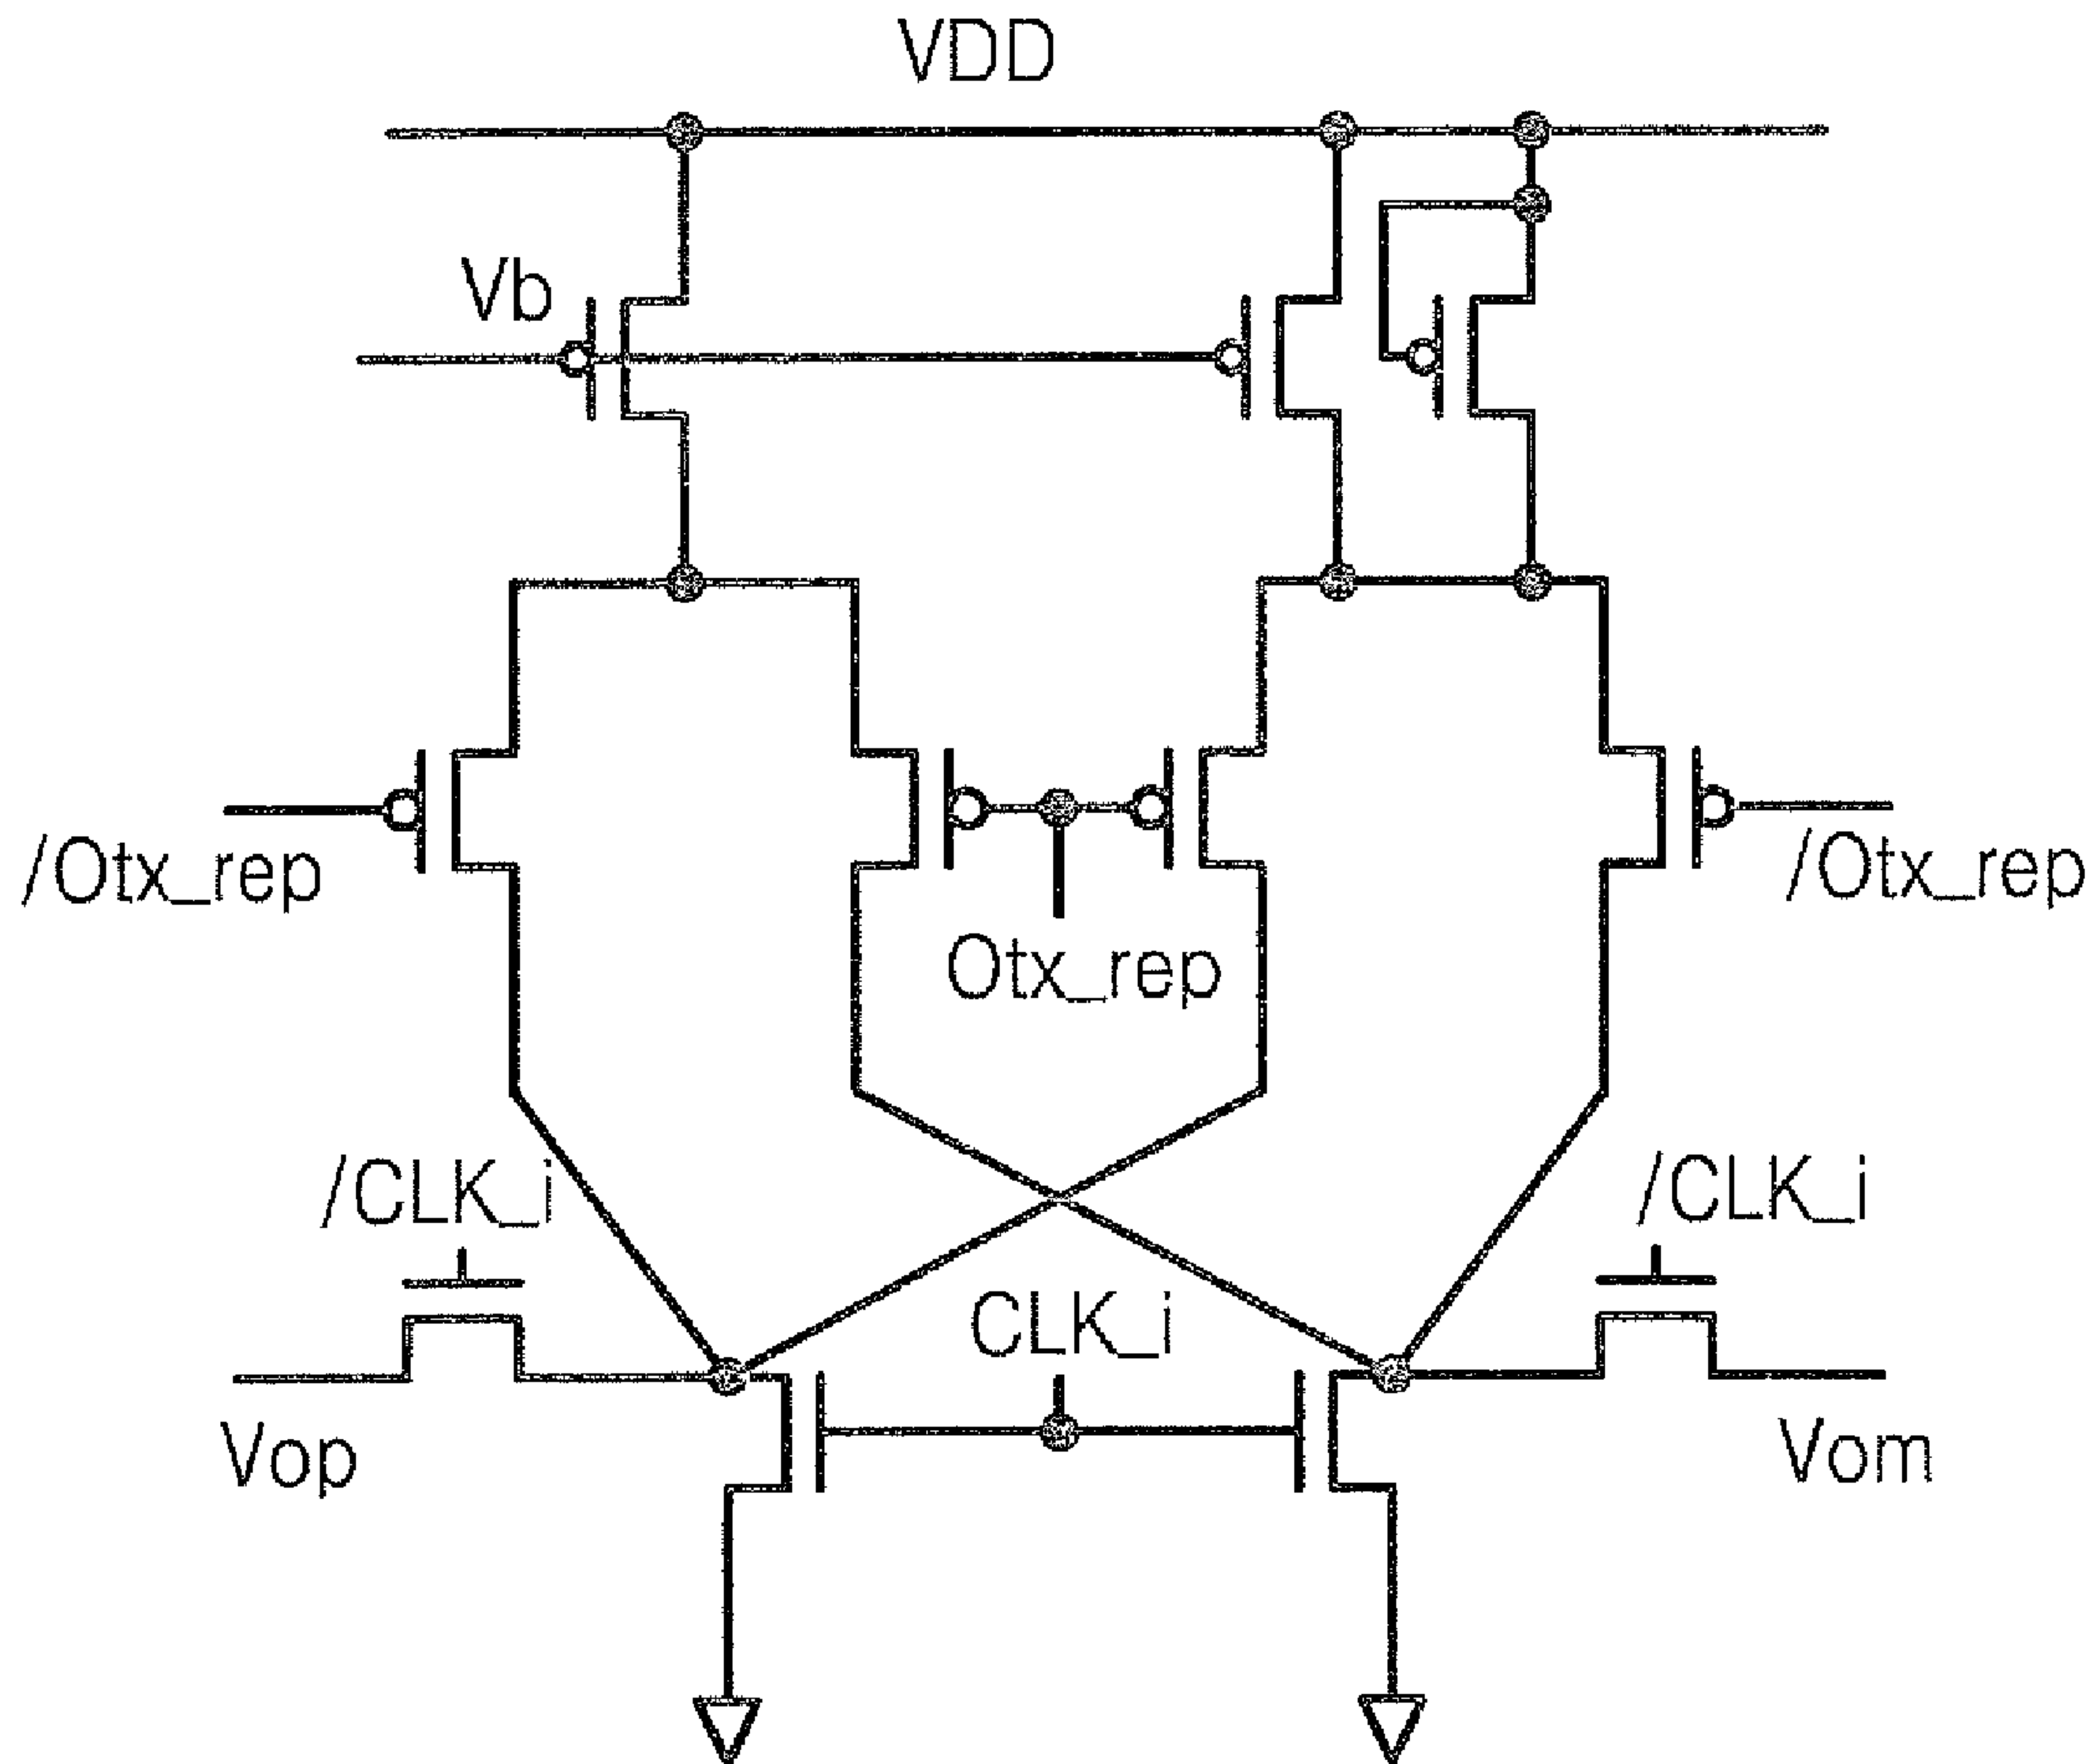 VDD
Vb
/Otx_rep
/Otx_rep
Otx_rep
/CLK_i
/CLK_i
CLK_i
Vop
Vom